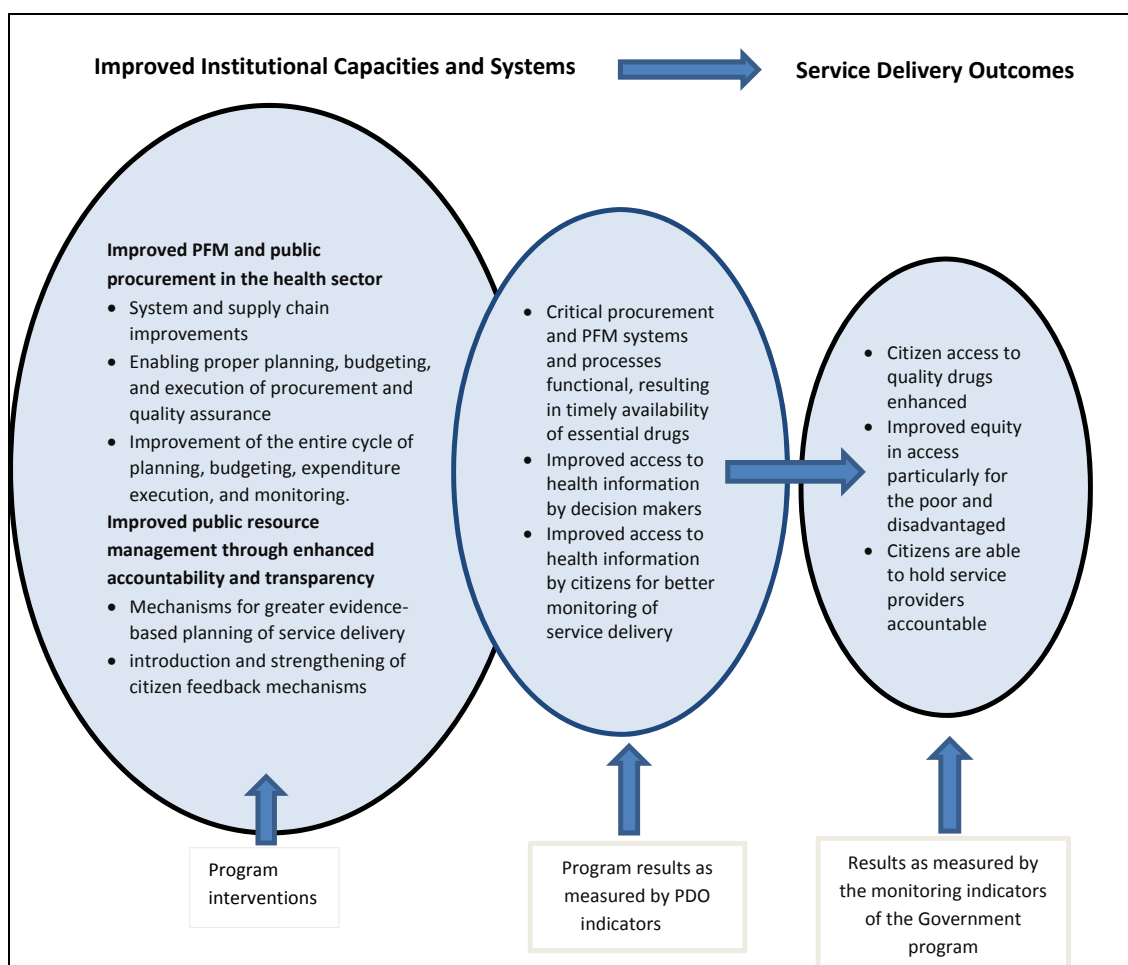 Improved Institutional Capacities and Systems
Service Delivery Outcomes
Improved PFM and public
procurement in the health sector
• System and supply chain
improvements
• Enabling proper planning, budgeting,
and execution of procurement and
quality assurance
• Improvement of the entire cycle of
planning, budgeting, expenditure
execution, and monitoring.
Improved public resource
management through enhanced
accountability and transparency
• Mechanisms for greater evidence-
based planning of service delivery
• introduction and strengthening of
citizen feedback mechanisms
• Critical procurement
and PFM systems
and processes
functional, resulting
in timely availability
of essential drugs
• Improved access to
health information
by decision makers
• Improved access to
health information
by citizens for better
monitoring of
service delivery
• Citizen access to
quality drugs
enhanced
• Improved equity
in access
particularly for
the poor and
disadvantaged
• Citizens are able
to hold service
providers
accountable
Program
interventions
Program results as
measured by PDO
indicators
Results as measured by
the monitoring indicators
of the Government
program